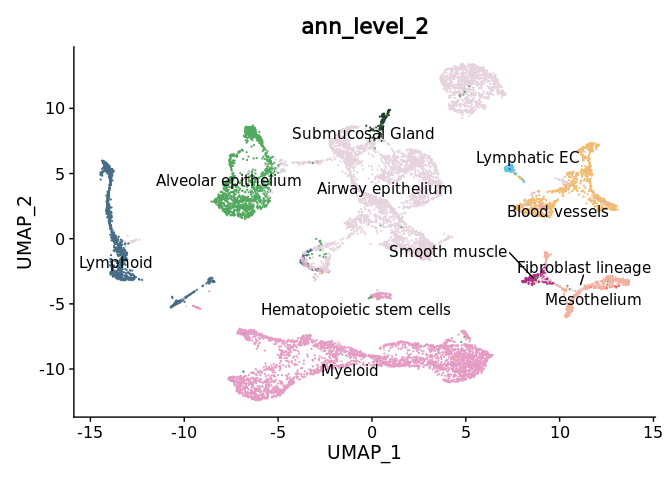 ann_level_2
UMAP_2
10
5
0
-5
-10
Submucosal Gland
Lymphatic EC
Alveolar epithelium
Airway epithelium
Blood vessels
Smooth muscle
Lymphoid
Fibroblast lineage
Mesothelium
Hematopoietic stem cells
Myeloid
-15
-10
-5
0
5
10
15
UMAP_1